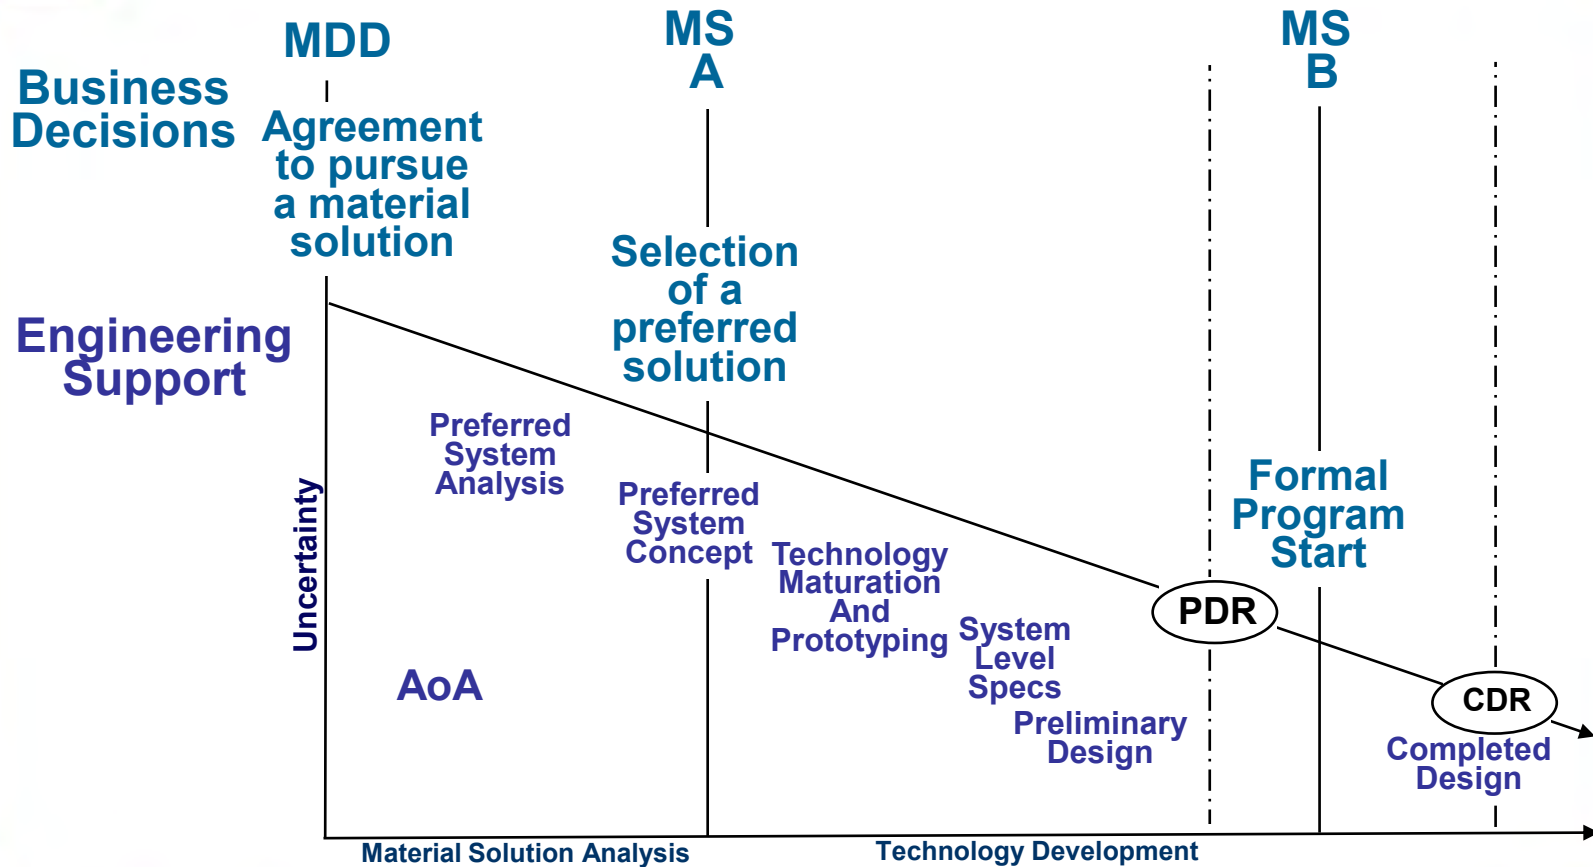 MDD
MS
A
MS
B
Business
Decisions
Agreement
to pursue
a material
solution
Selection
of a
preferred
solution
Engineering
Support
Preferred
System
Analysis
Formal
Program
Start
Uncertainty
Preferred
System
Concept
Technology
Maturation
And
Prototyping
PDR
System
Level
Specs
AoA
CDR
Preliminary
Design
Completed
Design
Material Solution Analysis
Technology Development